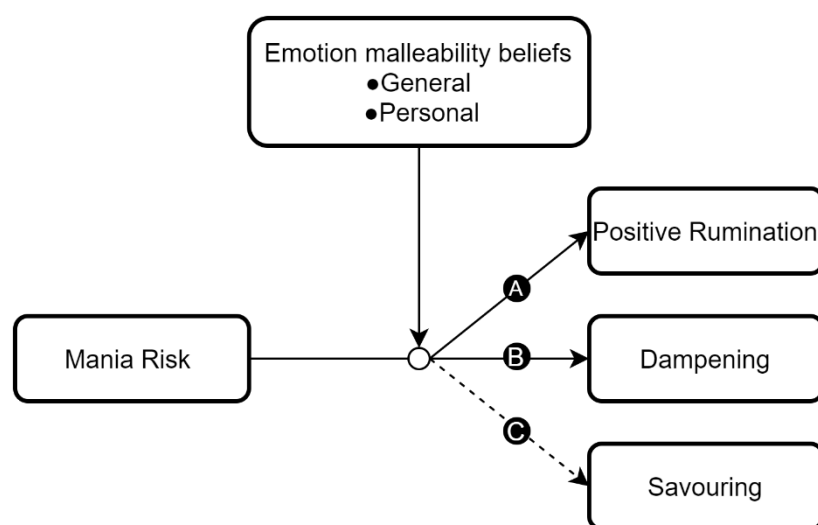 Emotion malleability beliefs
●General
●Personal
Positive Rumination
A
Mania Risk
B
Dampening
C
Savouring